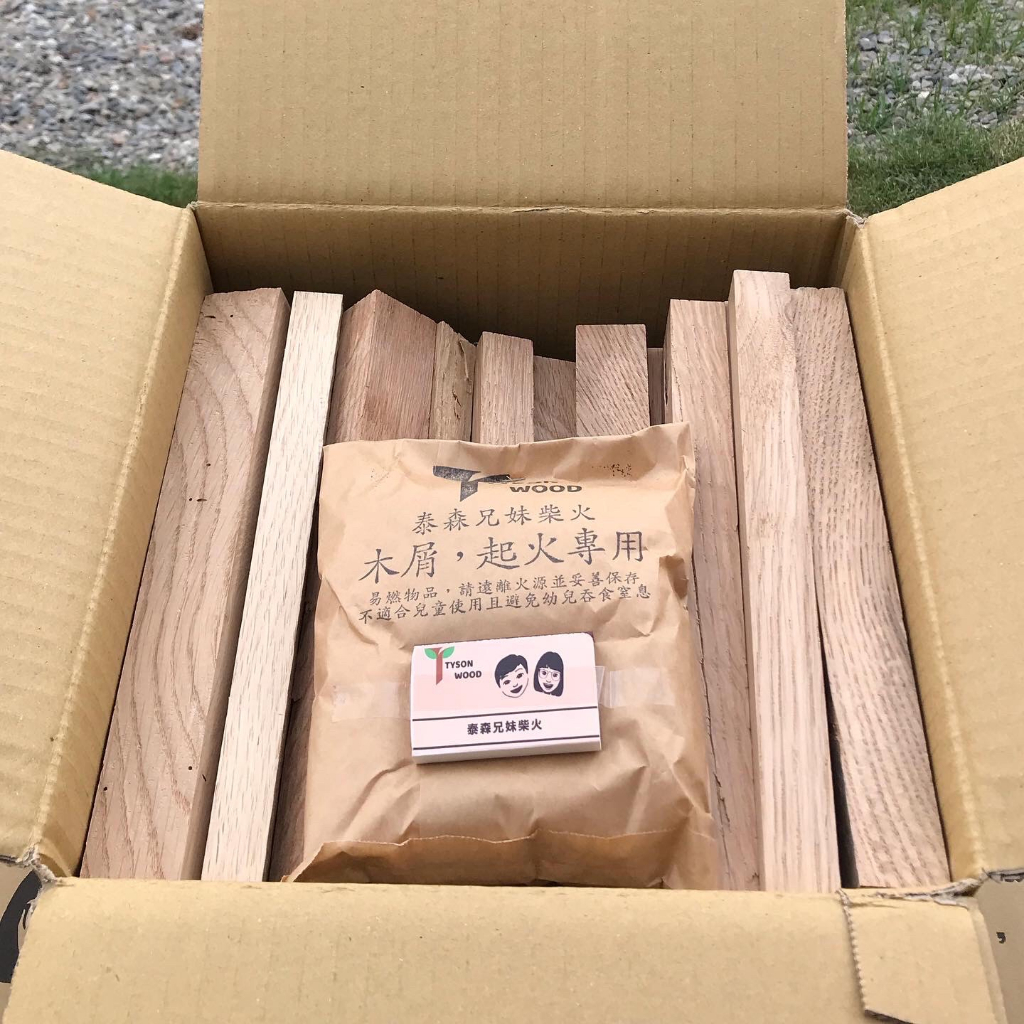 WOOD
泰森兄妹柴火
木屑，起火專用
易燃物品，請遠離火源並妥善保存
不適合兒童使用且避免幼兒吞食窒息
TYSON
WOOD
泰森兄妹柴火